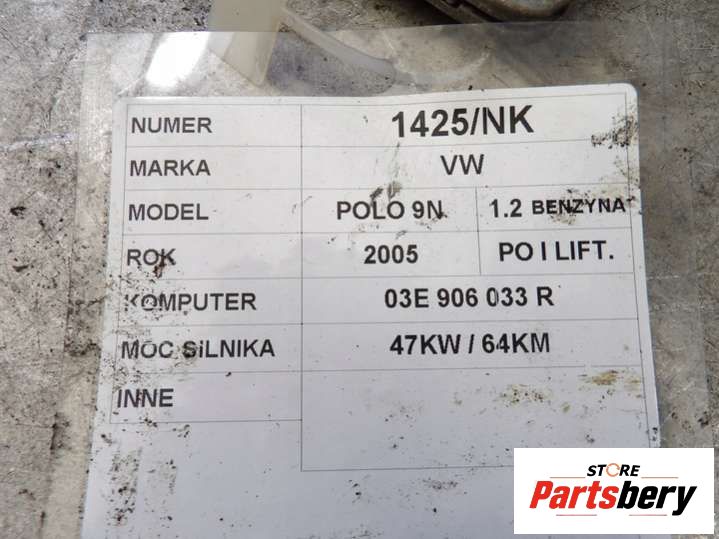 NUMER 1425/NK
MARKA VW
MODEL POLO 9N 1.2 BENZYNA
ROK 2005 PO I LIFT.
KOMPUTER 03E 906 033 R
MOC SiLNIKA 47KW / 64KM
INNE
STORE
Partsbery